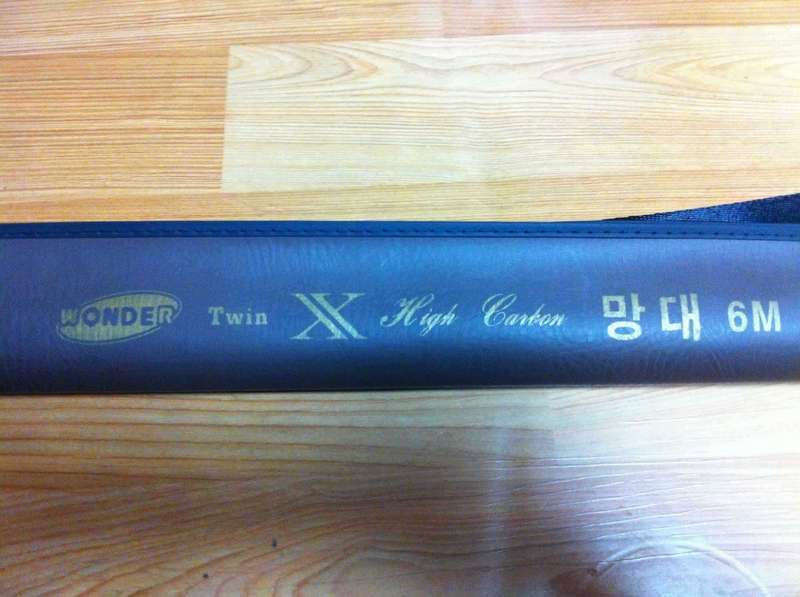 WONDER Twin X High Carbon 망대 6M